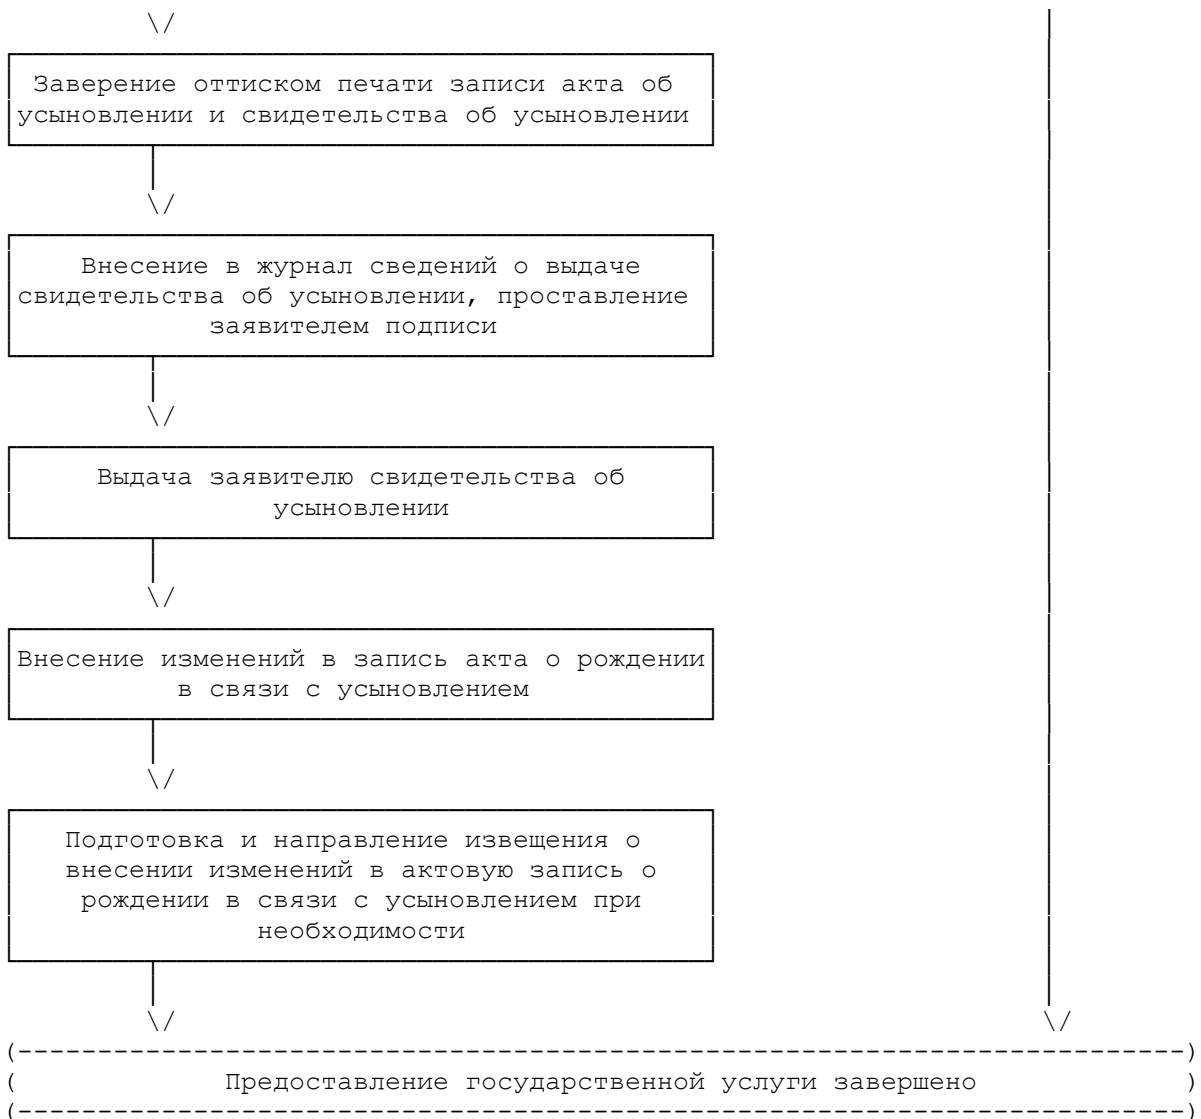 Заверение оттиском печати записи акта об
усыновлении и свидетельства об усыновлении
Внесение в журнал сведений о выдаче
свидетельства об усыновлении, проставление
заявителем подписи
Выдача заявителю свидетельства об
усыновлении
Внесение изменений в запись акта о рождении
в связи с усыновлением
Подготовка и направление извещения о
внесении изменений в актовую запись о
рождении в связи с усыновлением при
необходимости
Предоставление государственной услуги завершено